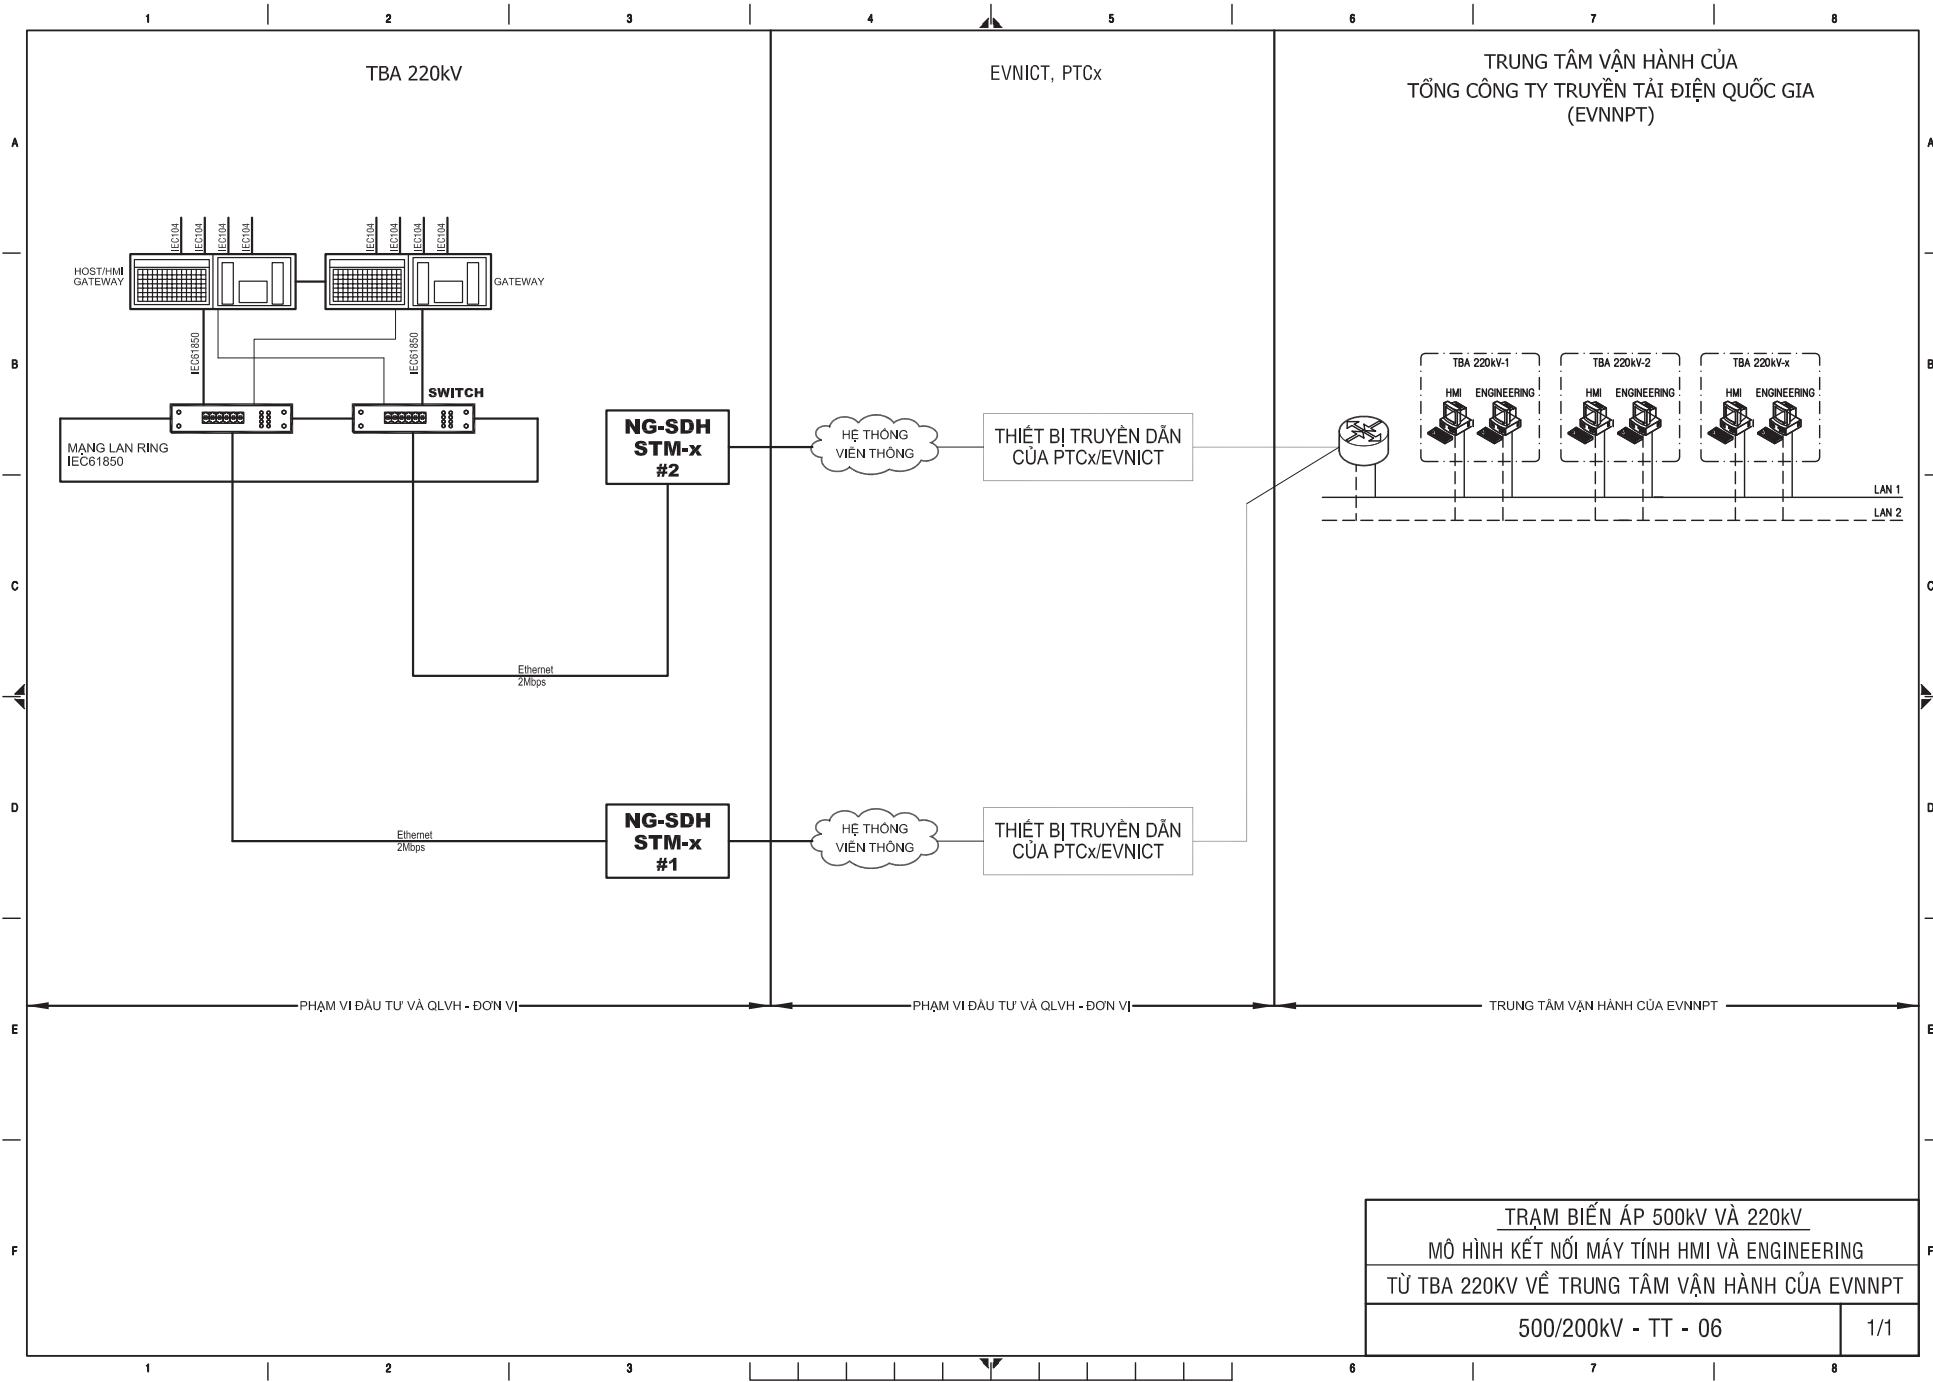 1 2 3 4 5 6 7 8
TBA 220kV
EVNICT, PTCx
TRUNG TÂM VẬN HÀNH CỦA
TỔNG CÔNG TY TRUYỀN TẢI ĐIỆN QUỐC GIA
(EVNNPT)
A A
IEC104 IEC104 IEC104 IEC104 IEC104 IEC104 IEC104 IEC104
HOST/HMI
GATEWAY
GATEWAY
IEC61850 IEC61850
B B
SWITCH
MẠNG LAN RING
IEC61850
NG-SDH
STM-x
#2
HỆ THỐNG
VIỄN THÔNG
THIẾT BỊ TRUYỀN DẪN
CỦA PTCx/EVNICT
TBA 220kV-1 TBA 220kV-2 TBA 220kV-x
HMI ENGINEERING HMI ENGINEERING HMI ENGINEERING
LAN 1
LAN 2
C C
Ethernet
2Mbps
D D
Ethernet
2Mbps
NG-SDH
STM-x
#1
HỆ THỐNG
VIỄN THÔNG
THIẾT BỊ TRUYỀN DẪN
CỦA PTCx/EVNICT
PHẠM VI ĐẦU TƯ VÀ QLVH - ĐƠN VỊ
PHẠM VI ĐẦU TƯ VÀ QLVH - ĐƠN VỊ
TRUNG TÂM VẬN HÀNH CỦA EVNNPT
E E
F F
TRẠM BIẾN ÁP 500kV VÀ 220kV
MÔ HÌNH KẾT NỐI MÁY TÍNH HMI VÀ ENGINEERING
TỪ TBA 220KV VỀ TRUNG TÂM VẬN HÀNH CỦA EVNNPT
500/200kV - TT - 06
1/1
1 2 3 6 7 8